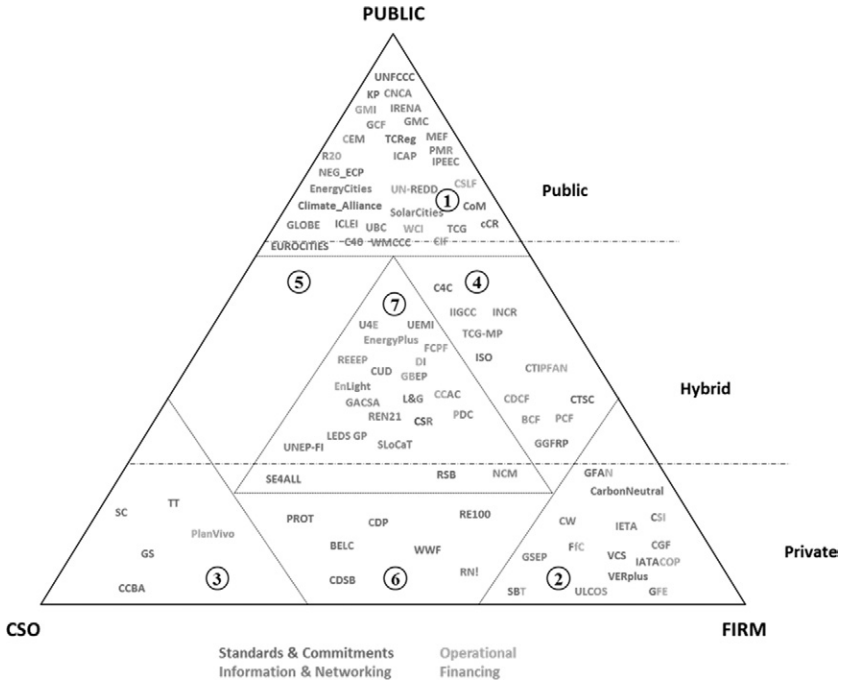 PUBLIC
UNFCCC
KP CNCA
GMI IRENA
GCF GMC
CEM TCReg MEF
R20 ICAP PMR
IPEEC
NEG_ECP
EnergyCities UN-REDD CSLF
Public
Climate_Alliance SolarCities 1 CoM
GLOBE ICLEI UBC WCI TCG cCR
EUROCITIES C40 WMCCC CIF
5 7 4
C4C
IIGCC INCR
U4E UEMI
TCG-MP
EnergyPlus FCPF
ISO
REEEP DI
CTIPFAN
CUD GBEP
EnLight
Hybrid
GACSA L&G CCAC CDCF CTSC
REN21 CSR PDC BCF PCF
LEDS GP
UNEP-FI SLoCaT GGFRP
SE4ALL RSB NCM GFAN
CarbonNeutral
SC TT
PROT CDP RE100 CW IETA CSI
PlanVivo
GS BELC WWF GSEP FfC VCS CGF
Private
IATACOP
3 CDSB 6 RN! 2 VERplus
CCBA SBT ULCOS GFE
CSO FIRM
Standards & Commitments Operational
Information & Networking Financing